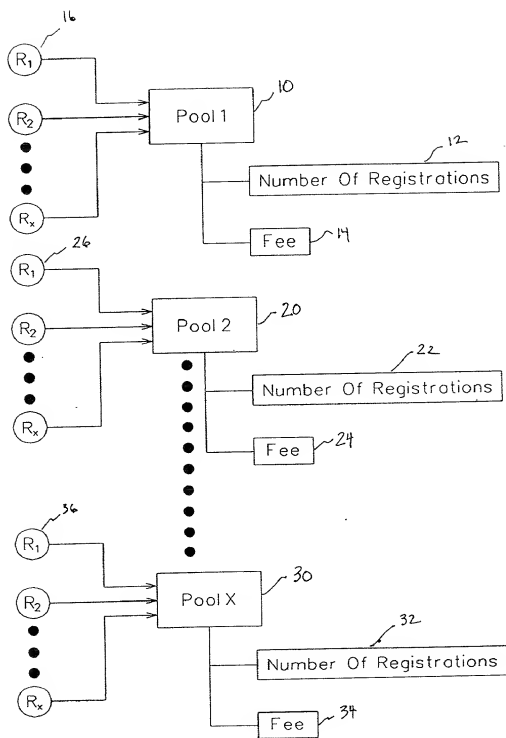 16
R1
10
Pool 1
R2
12
Number Of Registrations
Rx
Fee
14
26
R1
20
Pool 2
R2
22
Number Of Registrations
Rx
Fee
24
36
R1
30
Pool X
R2
32
Number Of Registrations
Rx
Fee
34